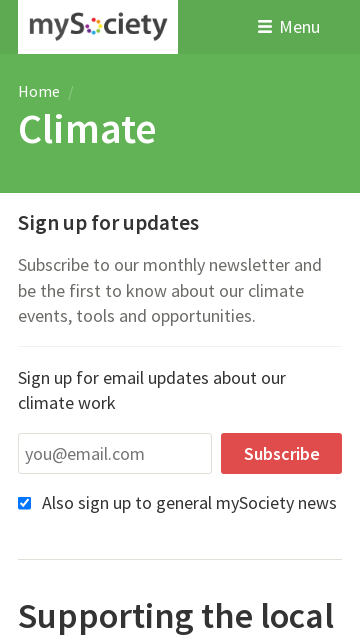 mySociety
Menu
Home /
Climate
Sign up for updates
Subscribe to our monthly newsletter and
be the first to know about our climate
events, tools and opportunities.
Sign up for email updates about our
climate work
you@email.com
Subscribe
Also sign up to general mySociety news
Supporting the local